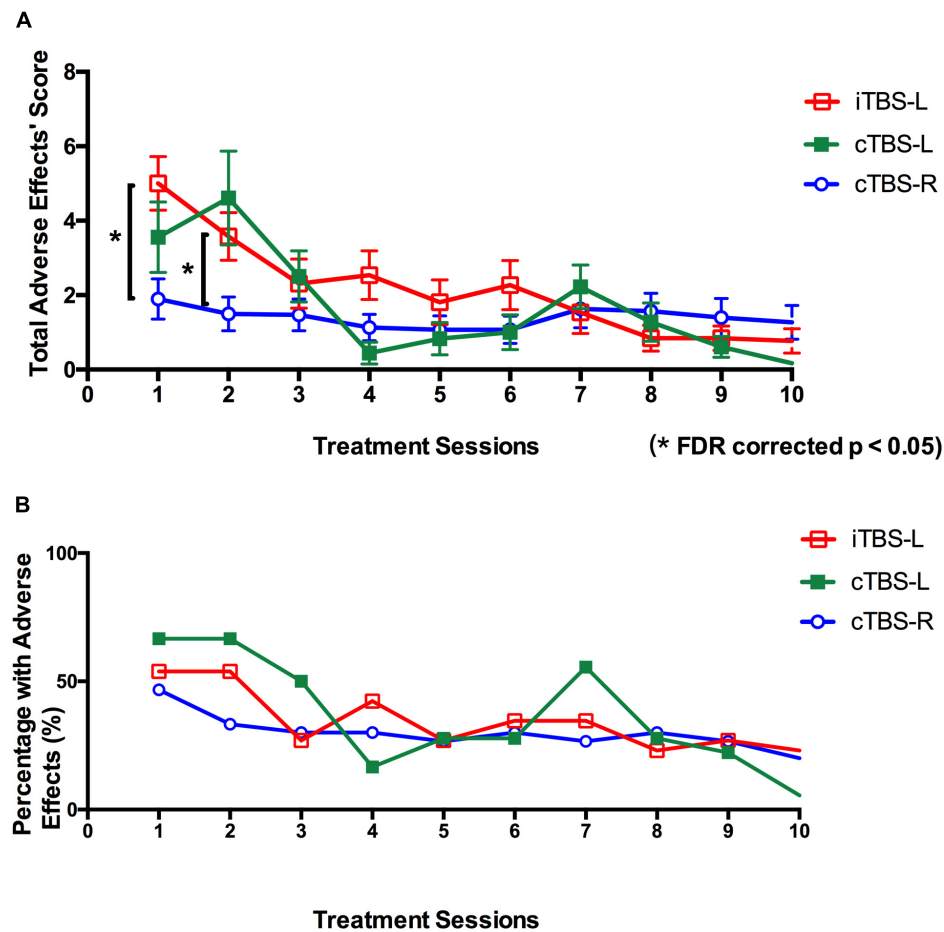 A
Total Adverse Effects' Score
8
6
4
2
0
*
*
iTBS-L
cTBS-L
cTBS-R
0 1 2 3 4 5 6 7 8 9 10
Treatment Sessions (* FDR corrected p < 0.05)
B
Percentage with Adverse
Effects (%)
100
50
0
iTBS-L
cTBS-L
cTBS-R
0 1 2 3 4 5 6 7 8 9 10
Treatment Sessions